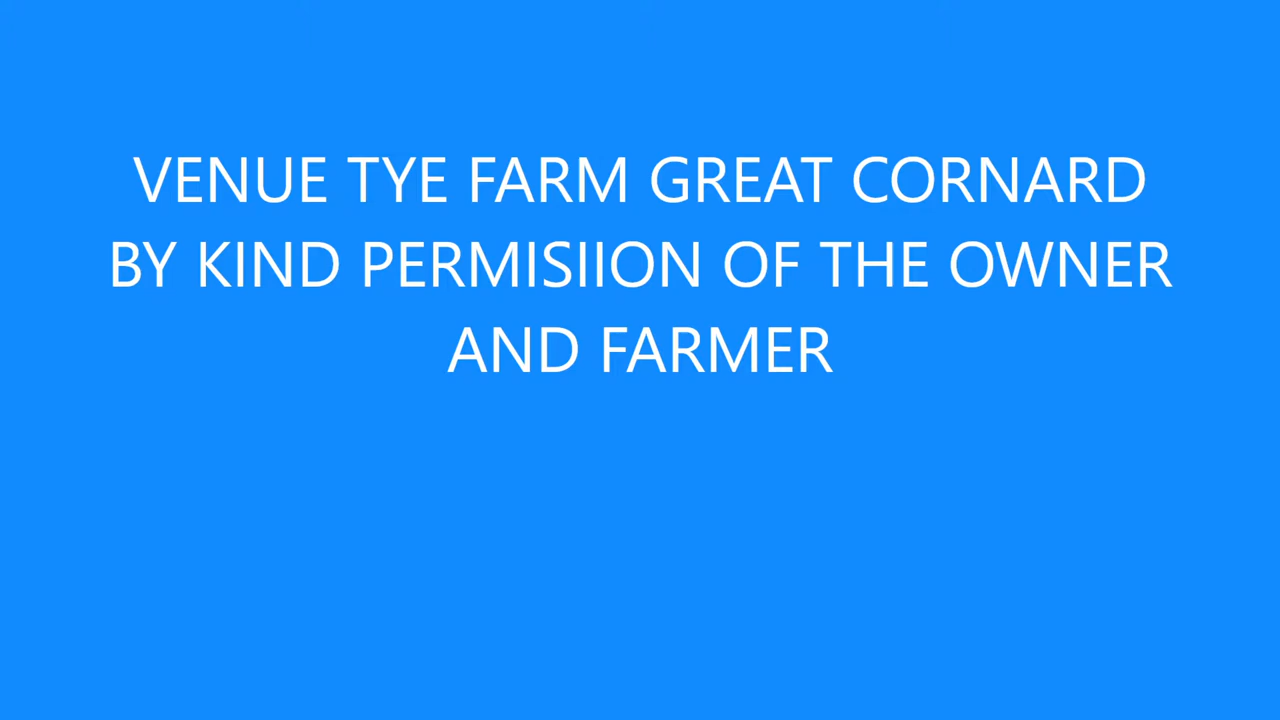 VENUE TYE FARM GREAT CORNARD
BY KIND PERMISIION OF THE OWNER
AND FARMER